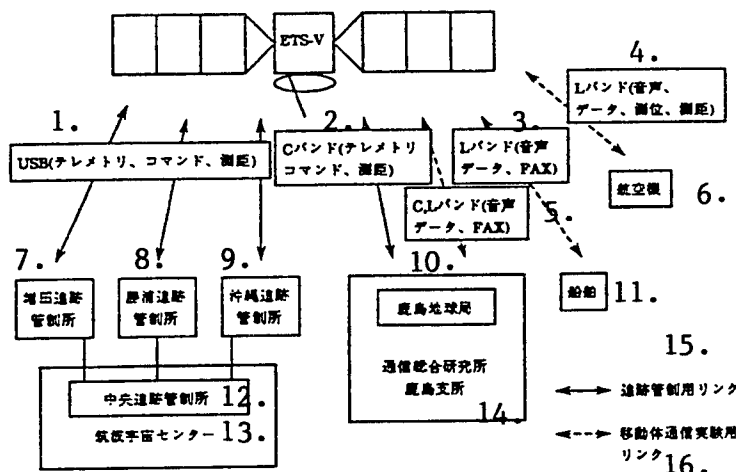 ETS-V
4.
Lバンド(音声、
データ、測位、測距)
1.
USB(テレメトリ、コマンド、測距)
2.
Cバンド(テレメトリ
コマンド、測距)
3.
Lバンド(音声
データ、FAX)
5.
C,Lバンド(音声
データ、FAX)
航空機
6.
7.
増田追跡
管制所
8.
勝浦追跡
管制所
9.
沖縄追跡
管制所
10.
鹿島地球局
通信総合研究所
鹿島支所
14.
船舶
11.
中央追跡管制所
12.
筑波宇宙センター
13.
15.
追跡管制用リンク
移動体通信実験用
リンク
16.